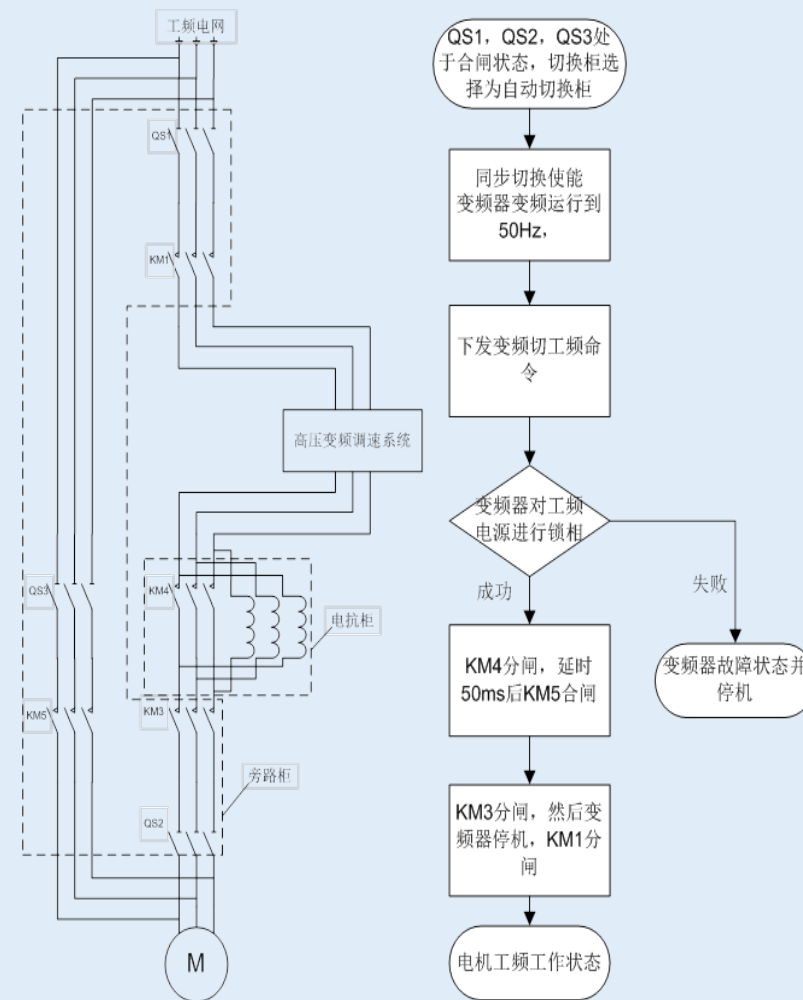 工频电网
QS1
KM1
高压变频调速系统
QS3
KM4
电抗柜
KM5
KM3
旁路柜
QS2
M
QS1，QS2，QS3处
于合闸状态，切换柜选
择为自动切换柜
同步切换使能
变频器变频运行到
50Hz，
下发变频切工频命
令
变频器对工频
电源进行锁相
成功
失败
KM4分闸，延时
50ms后KM5合闸
变频器故障状态并
停机
KM3分闸，然后变
频器停机，KM1分
闸
电机工频工作状态